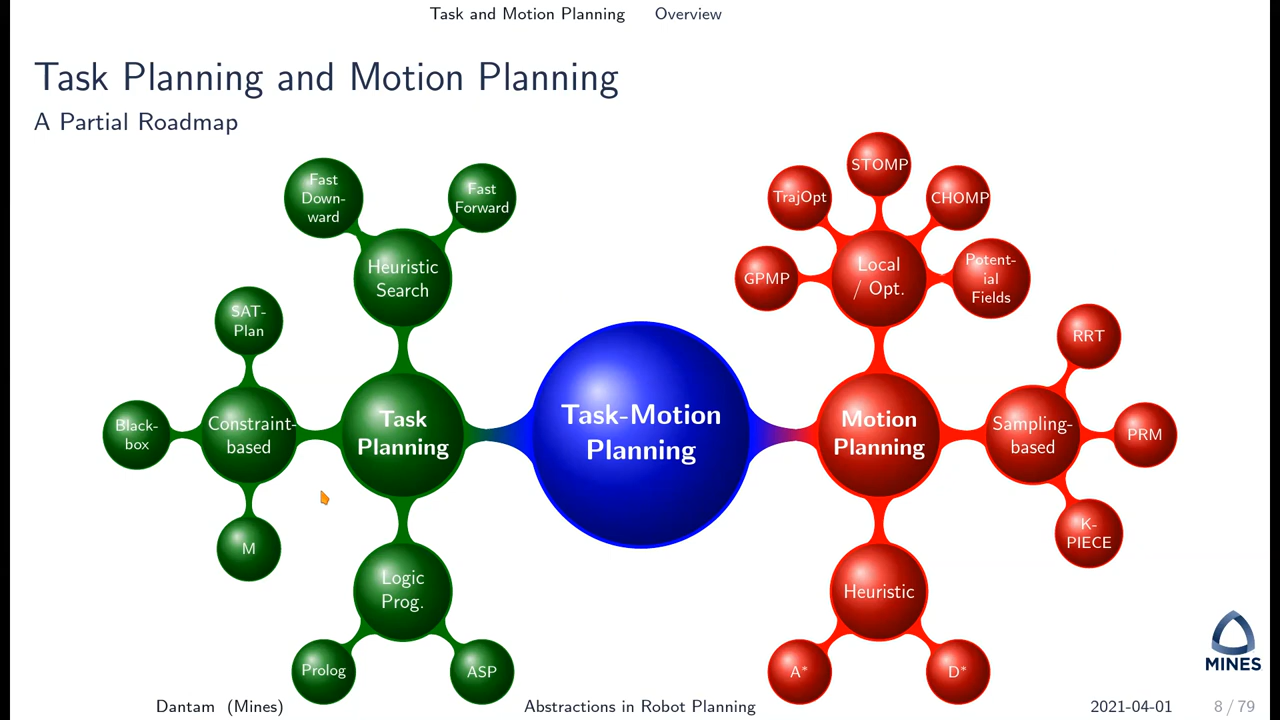 Task and Motion Planning Overview
Task Planning and Motion Planning
A Partial Roadmap
Fast
Down-
ward
Fast
Forward
Heuristic
Search
SAT-
Plan
Black-
box
Constraint-
based
M
Task
Planning
Logic
Prog.
Prolog
ASP
Task-Motion
Planning
STOMP
TrajOpt
CHOMP
GPMP
Local
/ Opt.
Potent-
ial
Fields
Motion
Planning
Sampling-
based
RRT
PRM
K-
PIECE
Heuristic
A*
D*
MINES
Dantam (Mines) Abstractions in Robot Planning 2021-04-01 8 / 79